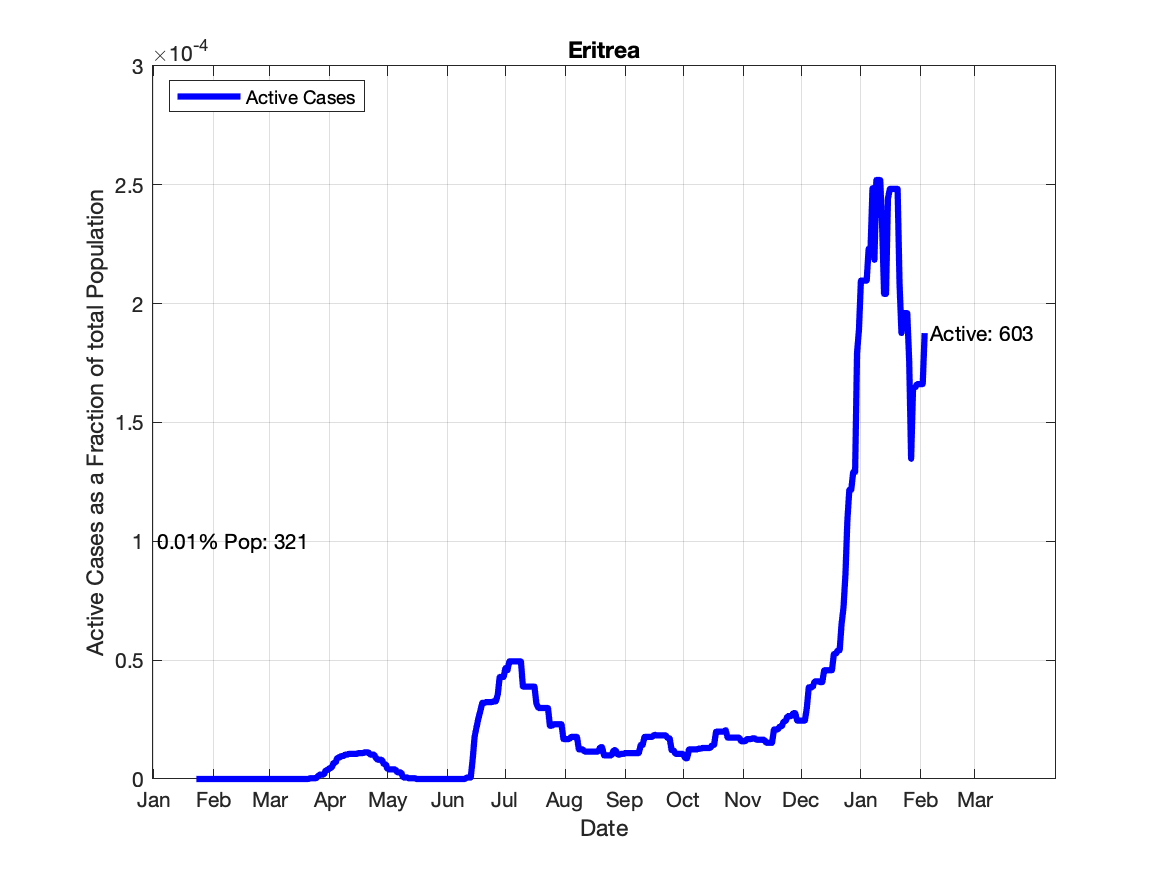 Eritrea
×10^-4
3
2.5
2
1.5
1
0.5
0
Active Cases
Active Cases as a Fraction of total Population
0.01% Pop: 321
Active: 603
Jan Feb Mar Apr May Jun Jul Aug Sep Oct Nov Dec Jan Feb Mar
Date